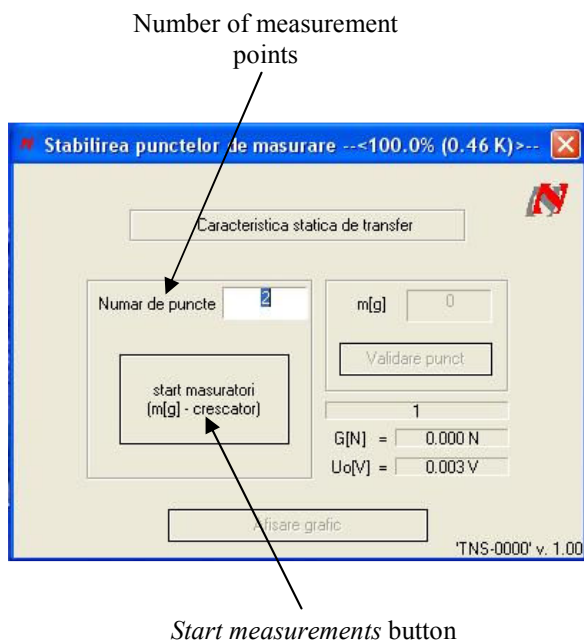 Number of measurement
points
Stabilirea punctelor de masurare --<100.0% (0.46 K)>--
Caracteristica statica de transfer
Numar de puncte 2
m[g] 0
Validare punct
start masuratori
(m[g] - crescator)
1
G[N] = 0.000 N
Uo[V] = 0.003 V
Afisare grafic
'TNS-0000' v. 1.00
Start measurements button